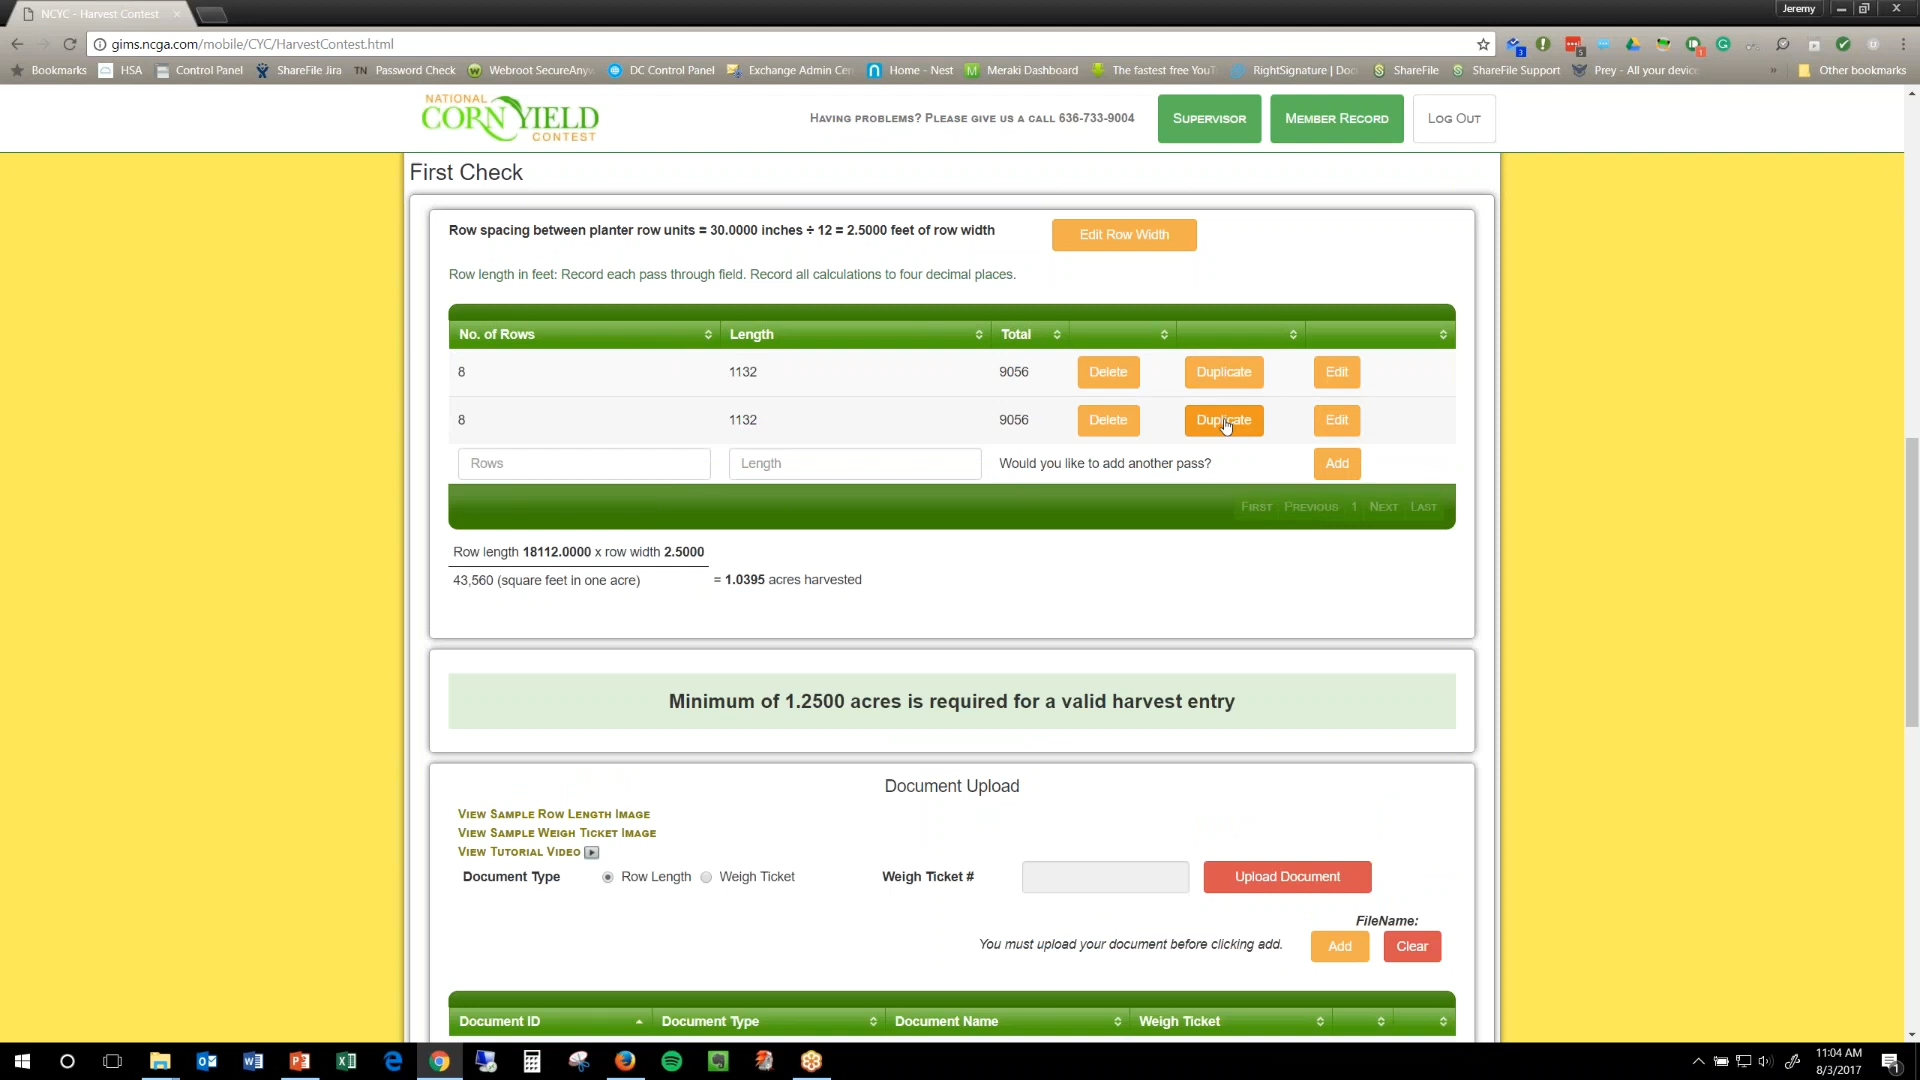 NCYC - Harvest Contest
Jeremy
gims.ncga.com/mobile/CYC/HarvestContest.html
Bookmarks HSA Control Panel ShareFile Jira TN Password Check Webroot SecureAnyw DC Control Panel Exchange Admin Cen Home - Nest Meraki Dashboard The fastest free YouT RightSignature | Doc ShareFile ShareFile Support Prey - All your device » Other bookmarks
NATIONAL
CORN YIELD
CONTEST
Having problems? Please give us a call 636-733-9004
Supervisor Member Record Log Out
First Check
Row spacing between planter row units = 30.0000 inches ÷ 12 = 2.5000 feet of row width
Edit Row Width
Row length in feet: Record each pass through field. Record all calculations to four decimal places.
No. of Rows Length Total
8 1132 9056 Delete Duplicate Edit
8 1132 9056 Delete Duplicate Edit
Rows Length Would you like to add another pass? Add
First Previous 1 Next Last
Row length 18112.0000 x row width 2.5000
43,560 (square feet in one acre) = 1.0395 acres harvested
Minimum of 1.2500 acres is required for a valid harvest entry
Document Upload
View Sample Row Length Image
View Sample Weigh Ticket Image
View Tutorial Video
Document Type Row Length Weigh Ticket Weigh Ticket # Upload Document
FileName:
You must upload your document before clicking add. Add Clear
Document ID Document Type Document Name Weigh Ticket
11:04 AM
8/3/2017